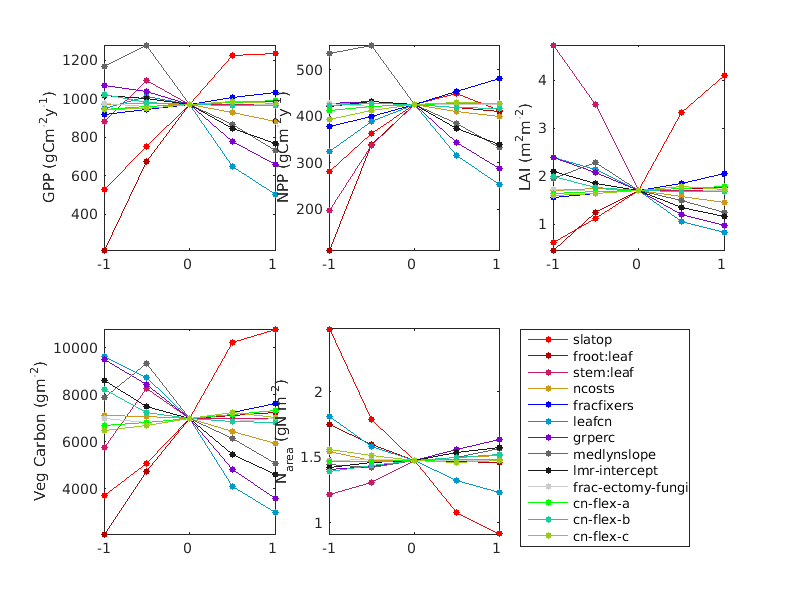 GPP (gCm-2y-1)
1200
1000
800
600
400
-1
0
1
NPP (gCm-2y-1)
500
400
300
200
-1
0
1
LAI (m2m-2)
4
3
2
1
-1
0
1
Veg Carbon (gm-2)
10000
8000
6000
4000
-1
0
1
Narea (gN m-2)
2
1.5
1
-1
0
1
slatop
froot:leaf
stem:leaf
ncosts
fracfixers
leafcn
grperc
medlynslope
lmr-intercept
frac-ectomy-fungi
cn-flex-a
cn-flex-b
cn-flex-c